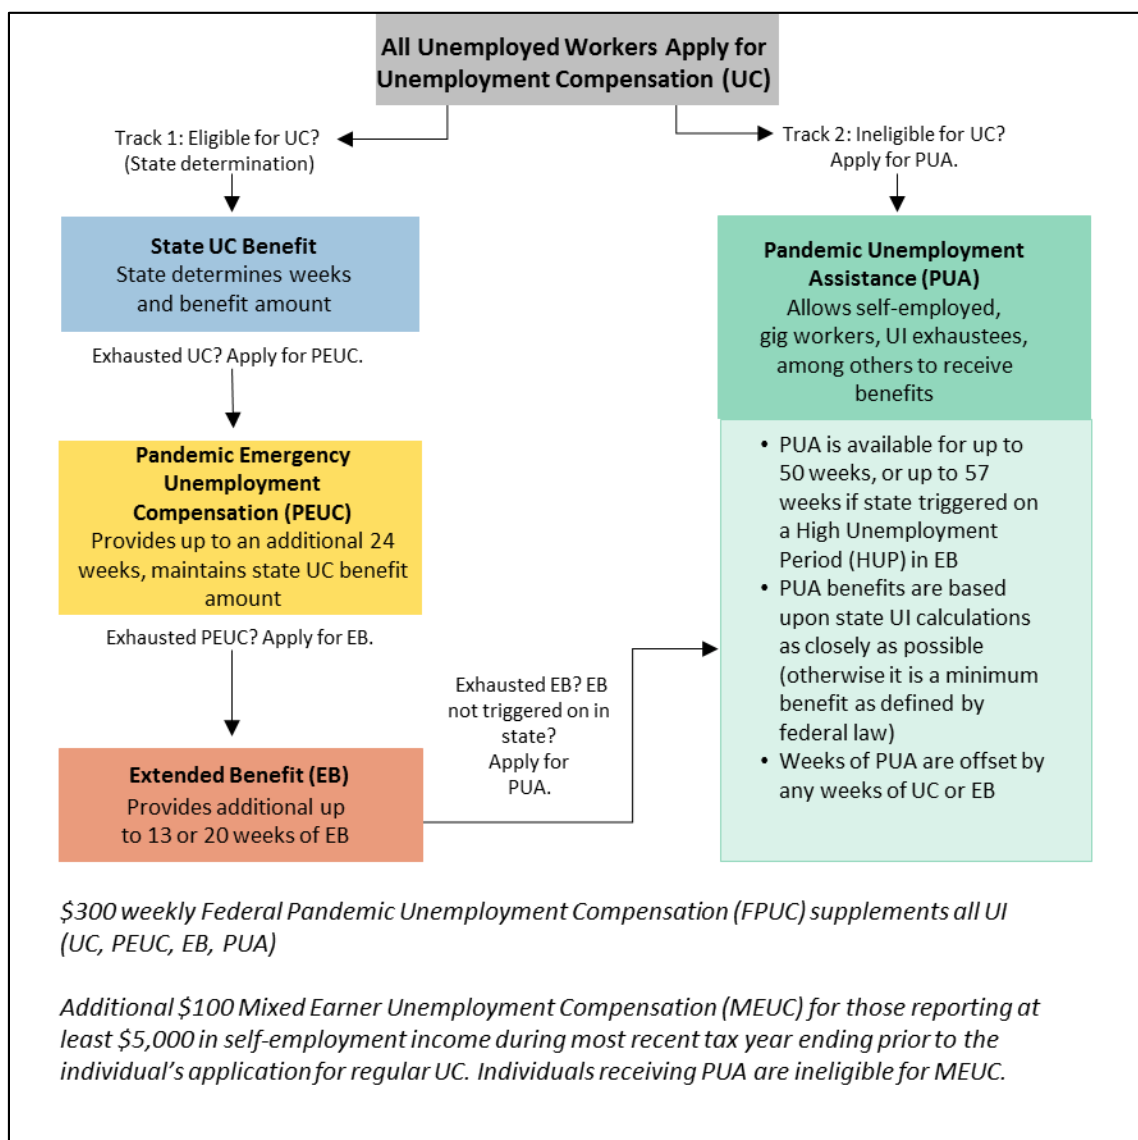 All Unemployed Workers Apply for
Unemployment Compensation (UC)
Track 1: Eligible for UC?
(State determination)
Track 2: Ineligible for UC?
Apply for PUA.
State UC Benefit
State determines weeks
and benefit amount
Exhausted UC? Apply for PEUC.
Pandemic Emergency
Unemployment
Compensation (PEUC)
Provides up to an additional 24
weeks, maintains state UC benefit
amount
Exhausted PEUC? Apply for EB.
Extended Benefit (EB)
Provides additional up
to 13 or 20 weeks of EB
Exhausted EB? EB
not triggered on in
state?
Apply for
PUA.
Pandemic Unemployment
Assistance (PUA)
Allows self-employed,
gig workers, UI exhaustees,
among others to receive
benefits
• PUA is available for up to
50 weeks, or up to 57
weeks if state triggered on
a High Unemployment
Period (HUP) in EB
• PUA benefits are based
upon state UI calculations
as closely as possible
(otherwise it is a minimum
benefit as defined by
federal law)
• Weeks of PUA are offset by
any weeks of UC or EB
$300 weekly Federal Pandemic Unemployment Compensation (FPUC) supplements all UI
(UC, PEUC, EB, PUA)
Additional $100 Mixed Earner Unemployment Compensation (MEUC) for those reporting at
least $5,000 in self-employment income during most recent tax year ending prior to the
individual’s application for regular UC. Individuals receiving PUA are ineligible for MEUC.